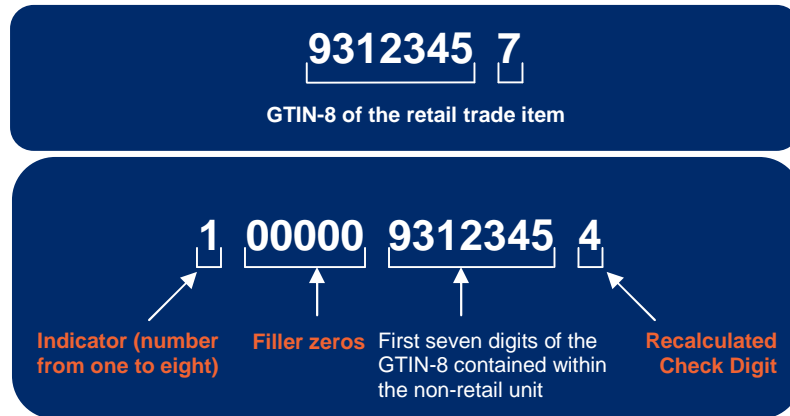 9312345 7
GTIN-8 of the retail trade item
1 00000 9312345 4
Indicator (number
from one to eight)
Filler zeros
First seven digits of the
GTIN-8 contained within
the non-retail unit
Recalculated
Check Digit